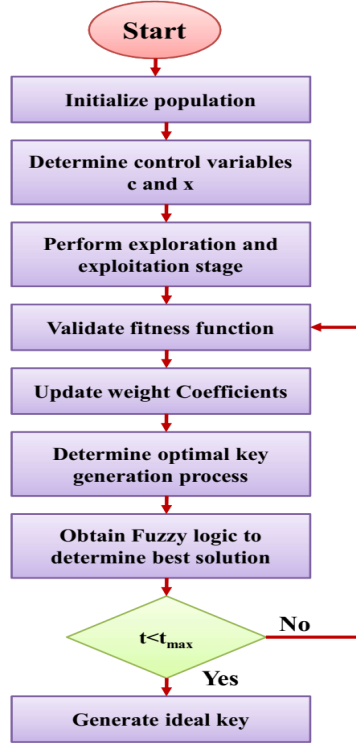 Start
Initialize population
Determine control variables
c and x
Perform exploration and
exploitation stage
Validate fitness function
Update weight Coefficients
Determine optimal key
generation process
Obtain Fuzzy logic to
determine best solution
t<tmax
No
Yes
Generate ideal key